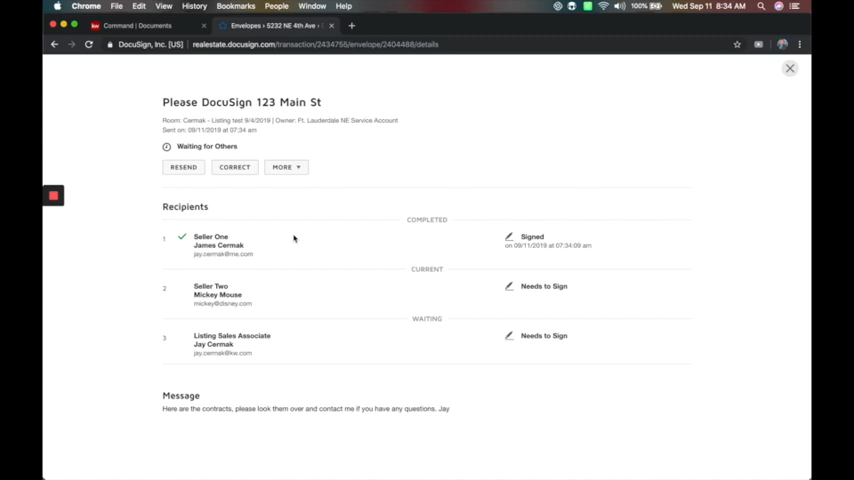 Chrome File Edit View History Bookmarks People Window Help 100% Wed Sep 11 8:34 AM
kw Command | Documents × Envelopes › 5232 NE 4th Ave › × +
DocuSign, Inc. [US] | realestate.docusign.com/transaction/2434755/envelope/2404488/details
Please DocuSign 123 Main St
Room: Cermak - Listing test 9/4/2019 | Owner: Ft. Lauderdale NE Service Account
Sent on: 09/11/2019 at 07:34 am
Waiting for Others
RESEND CORRECT MORE
Recipients
COMPLETED
1 Seller One Signed
James Cermak on 09/11/2019 at 07:34:09 am
jay.cermak@me.com
CURRENT
2 Seller Two Needs to Sign
Mickey Mouse
mickey@disney.com
WAITING
3 Listing Sales Associate Needs to Sign
Jay Cermak
jay.cermak@kw.com
Message
Here are the contracts, please look them over and contact me if you have any questions. Jay